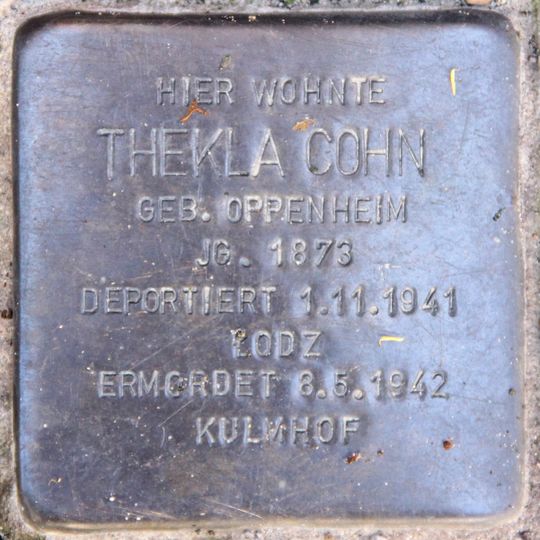 HIER WOHNTE
THEKLA COHN
GEB. OPPENHEIM
JG. 1873
DEPORTIERT 1.11.1941
LODZ
ERMORDET 8.5.1942
KULMHOF